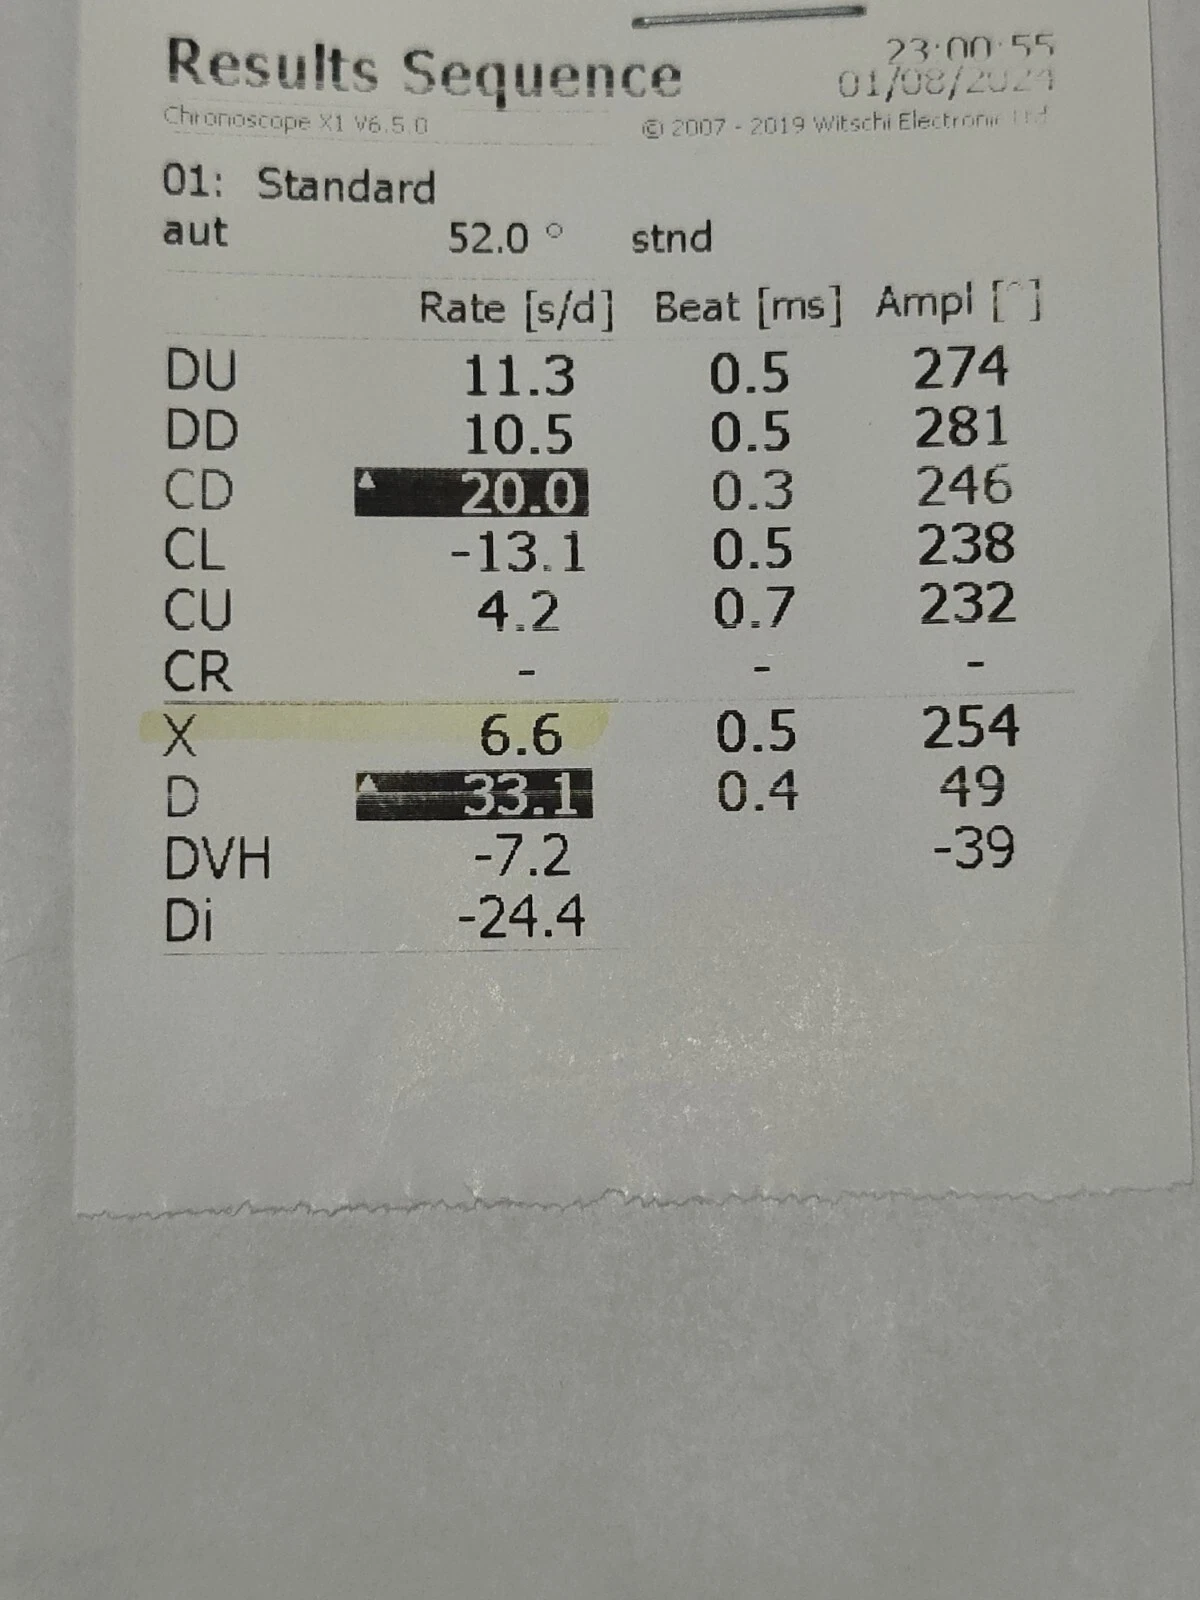 Results Sequence 23:00:55
01/08/2024
Chronoscope X1 V6.5.0 © 2007 - 2019 Witschi Electronic Ltd
01: Standard
aut 52.0 ° stnd
Rate [s/d] Beat [ms] Ampl [°]
DU 11.3 0.5 274
DD 10.5 0.5 281
CD 20.0 0.3 246
CL -13.1 0.5 238
CU 4.2 0.7 232
CR - - -
X 6.6 0.5 254
D 33.1 0.4 49
DVH -7.2 -39
Di -24.4